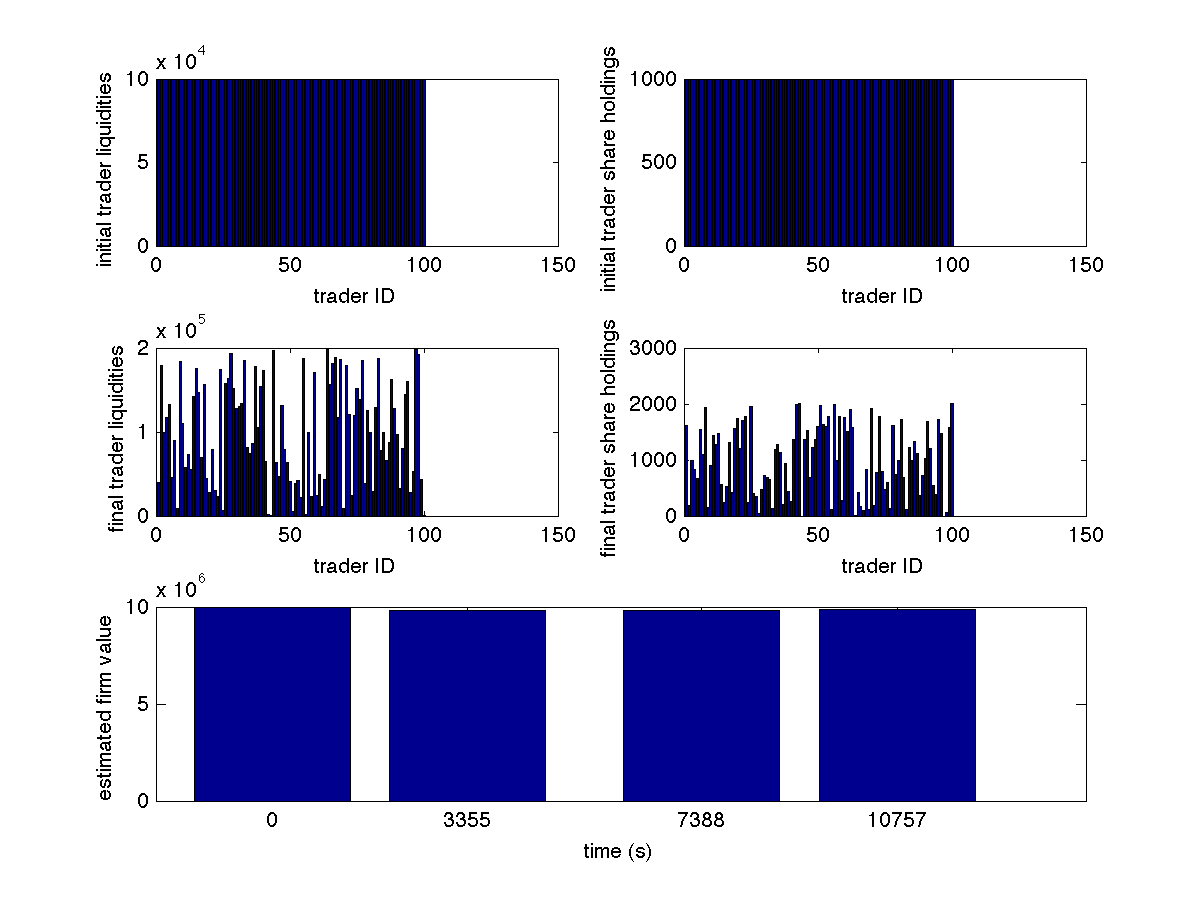 x 10^4
10
5
0
0 50 100 150
initial trader liquidities
trader ID
1000
500
0
0 50 100 150
initial trader share holdings
trader ID
x 10^5
2
1
0
0 50 100 150
final trader liquidities
trader ID
3000
2000
1000
0
0 50 100 150
final trader share holdings
trader ID
x 10^6
10
5
0
0 3355 7388 10757
estimated firm value
time (s)